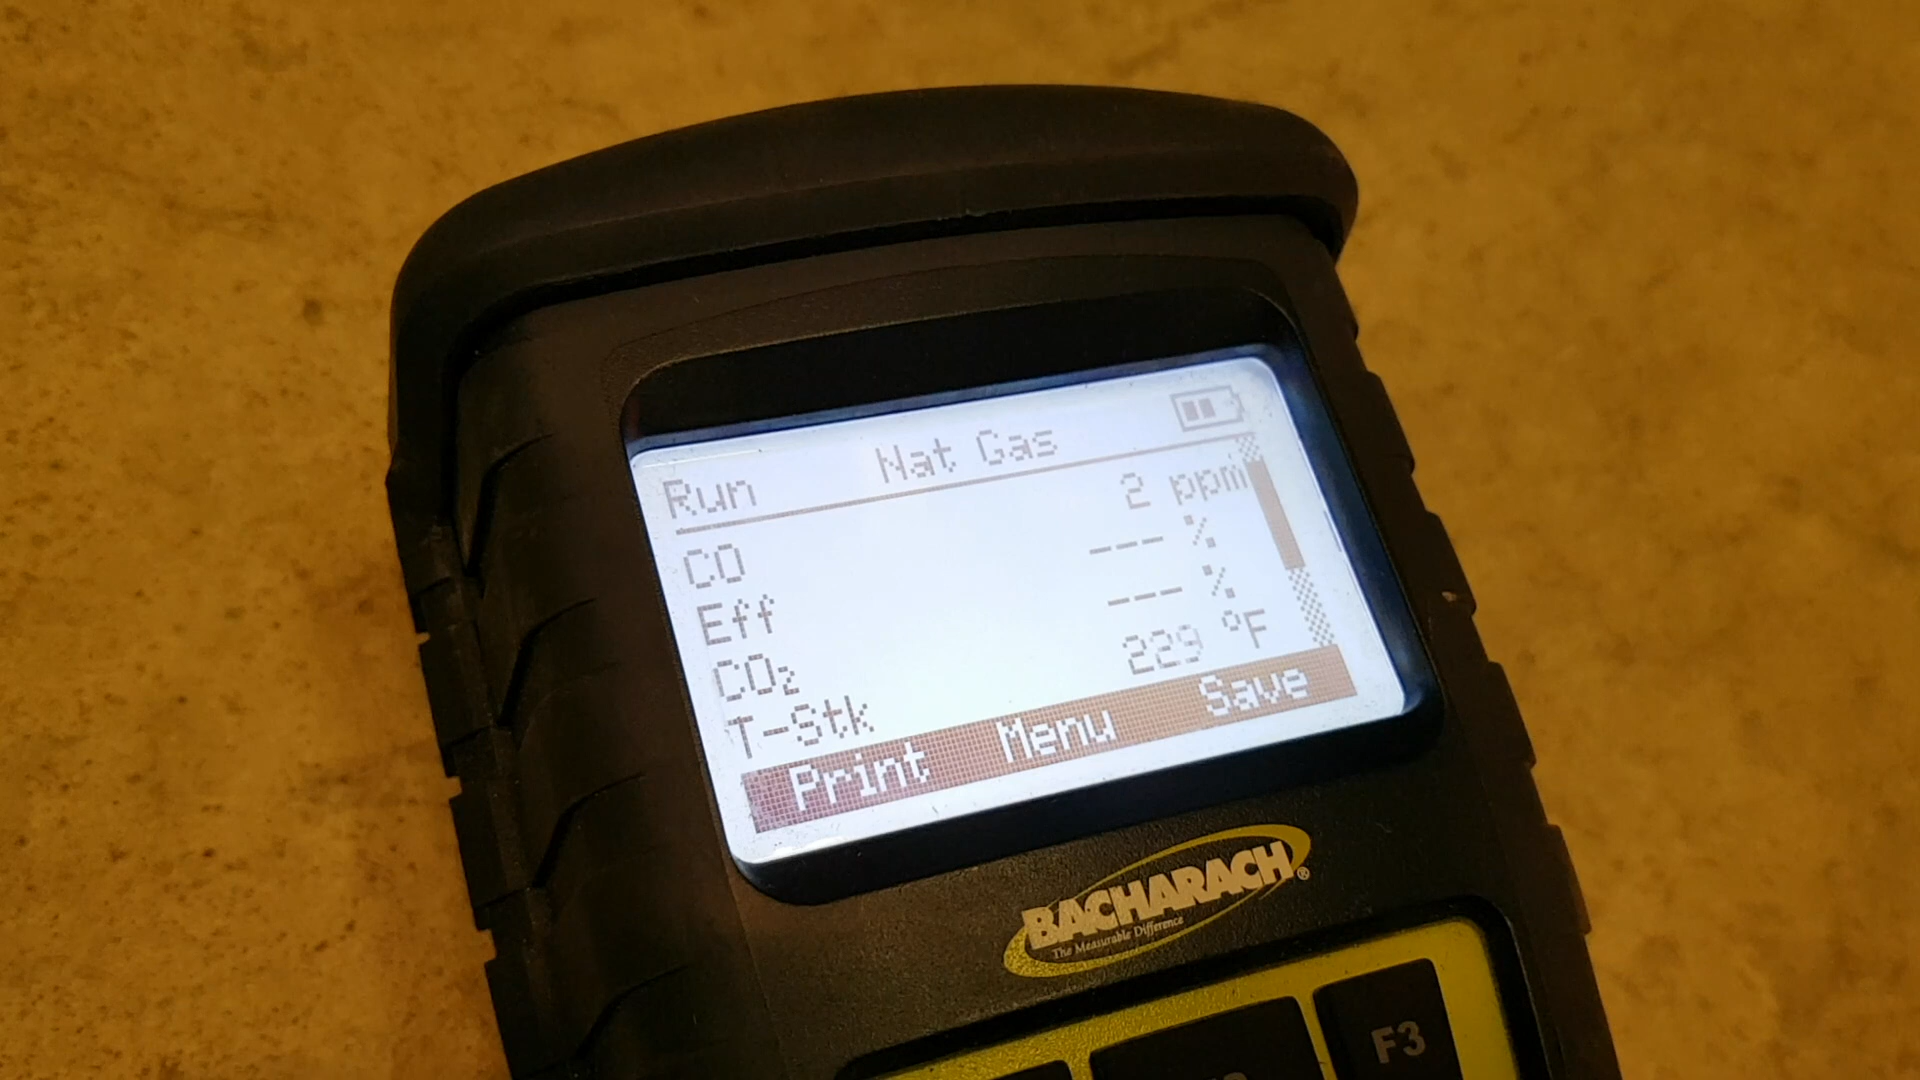 Run Nat Gas
CO 2 ppm
Eff --- %
CO₂ --- %
T-Stk 229 °F
Print Menu Save
BACHARACH®
The Measurable Difference
F3